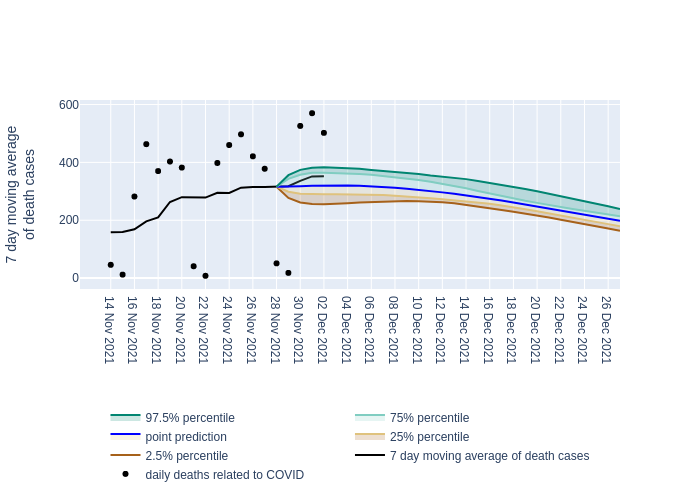 7 day moving average
of death cases
600
400
200
0
14 Nov 2021
16 Nov 2021
18 Nov 2021
20 Nov 2021
22 Nov 2021
24 Nov 2021
26 Nov 2021
28 Nov 2021
30 Nov 2021
02 Dec 2021
04 Dec 2021
06 Dec 2021
08 Dec 2021
10 Dec 2021
12 Dec 2021
14 Dec 2021
16 Dec 2021
18 Dec 2021
20 Dec 2021
22 Dec 2021
24 Dec 2021
26 Dec 2021
97.5% percentile
75% percentile
point prediction
25% percentile
2.5% percentile
7 day moving average of death cases
daily deaths related to COVID